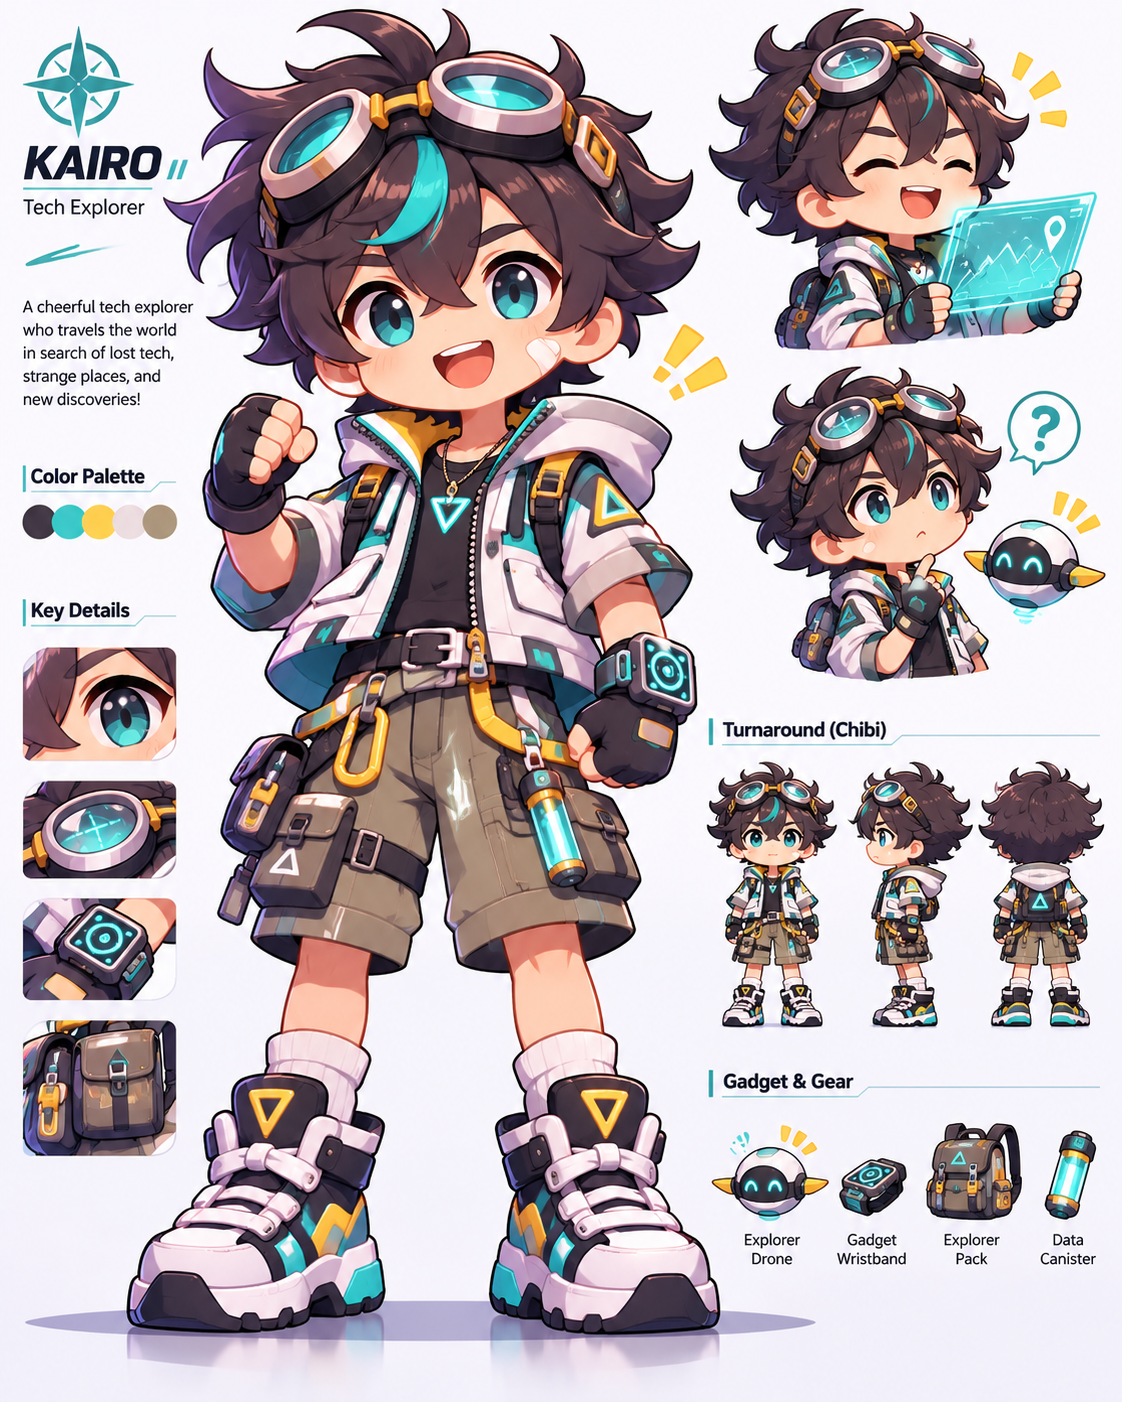 KAIRO
Tech Explorer
A cheerful tech explorer
who travels the world
in search of lost tech,
strange places, and
new discoveries!
Color Palette
Key Details
?
Turnaround (Chibi)
Gadget & Gear
Explorer
Drone
Gadget
Wristband
Explorer
Pack
Data
Canister